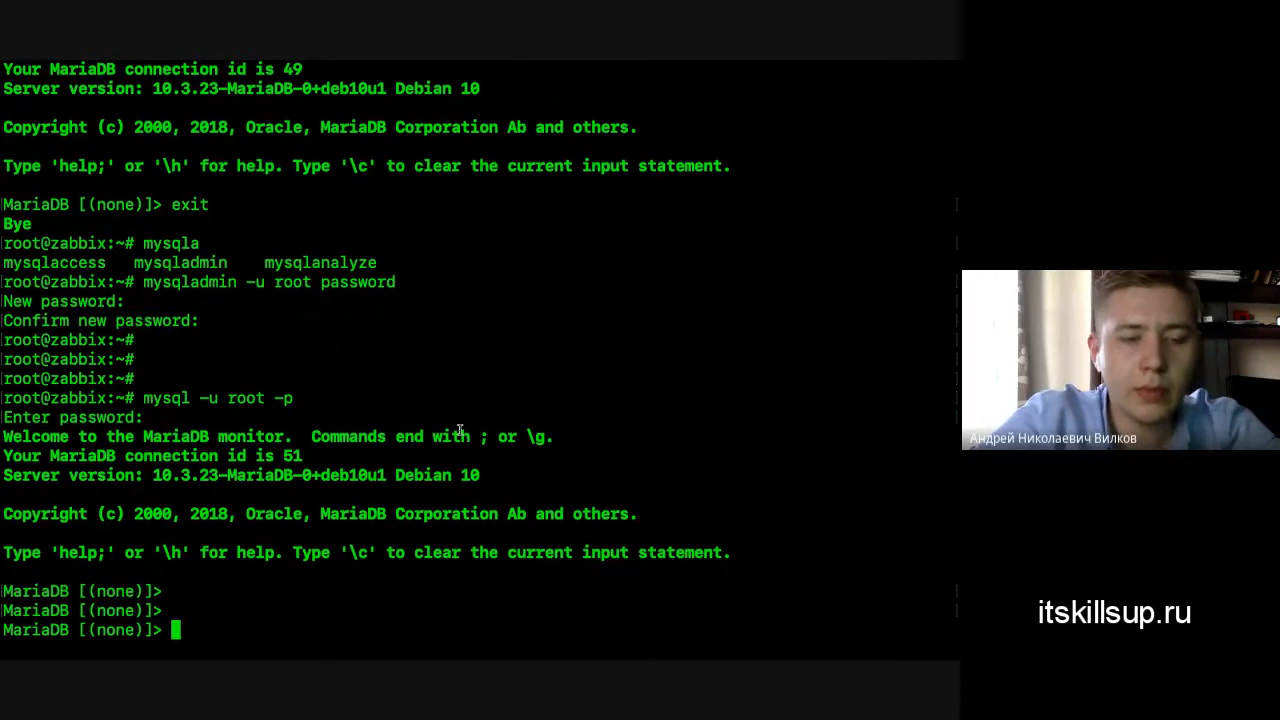 Your MariaDB connection id is 49
Server version: 10.3.23-MariaDB-0+deb10u1 Debian 10
Copyright (c) 2000, 2018, Oracle, MariaDB Corporation Ab and others.
Type 'help;' or '\h' for help. Type '\c' to clear the current input statement.
MariaDB [(none)]> exit
Bye
root@zabbix:~# mysqla
mysqlaccess mysqladmin mysqlanalyze
root@zabbix:~# mysqladmin -u root password
New password:
Confirm new password:
root@zabbix:~#
root@zabbix:~#
root@zabbix:~#
root@zabbix:~# mysql -u root -p
Enter password:
Welcome to the MariaDB monitor. Commands end with ; or \g.
Your MariaDB connection id is 51
Server version: 10.3.23-MariaDB-0+deb10u1 Debian 10
Copyright (c) 2000, 2018, Oracle, MariaDB Corporation Ab and others.
Type 'help;' or '\h' for help. Type '\c' to clear the current input statement.
MariaDB [(none)]>
MariaDB [(none)]>
MariaDB [(none)]>
Андрей Николаевич Вилков
itskillsup.ru